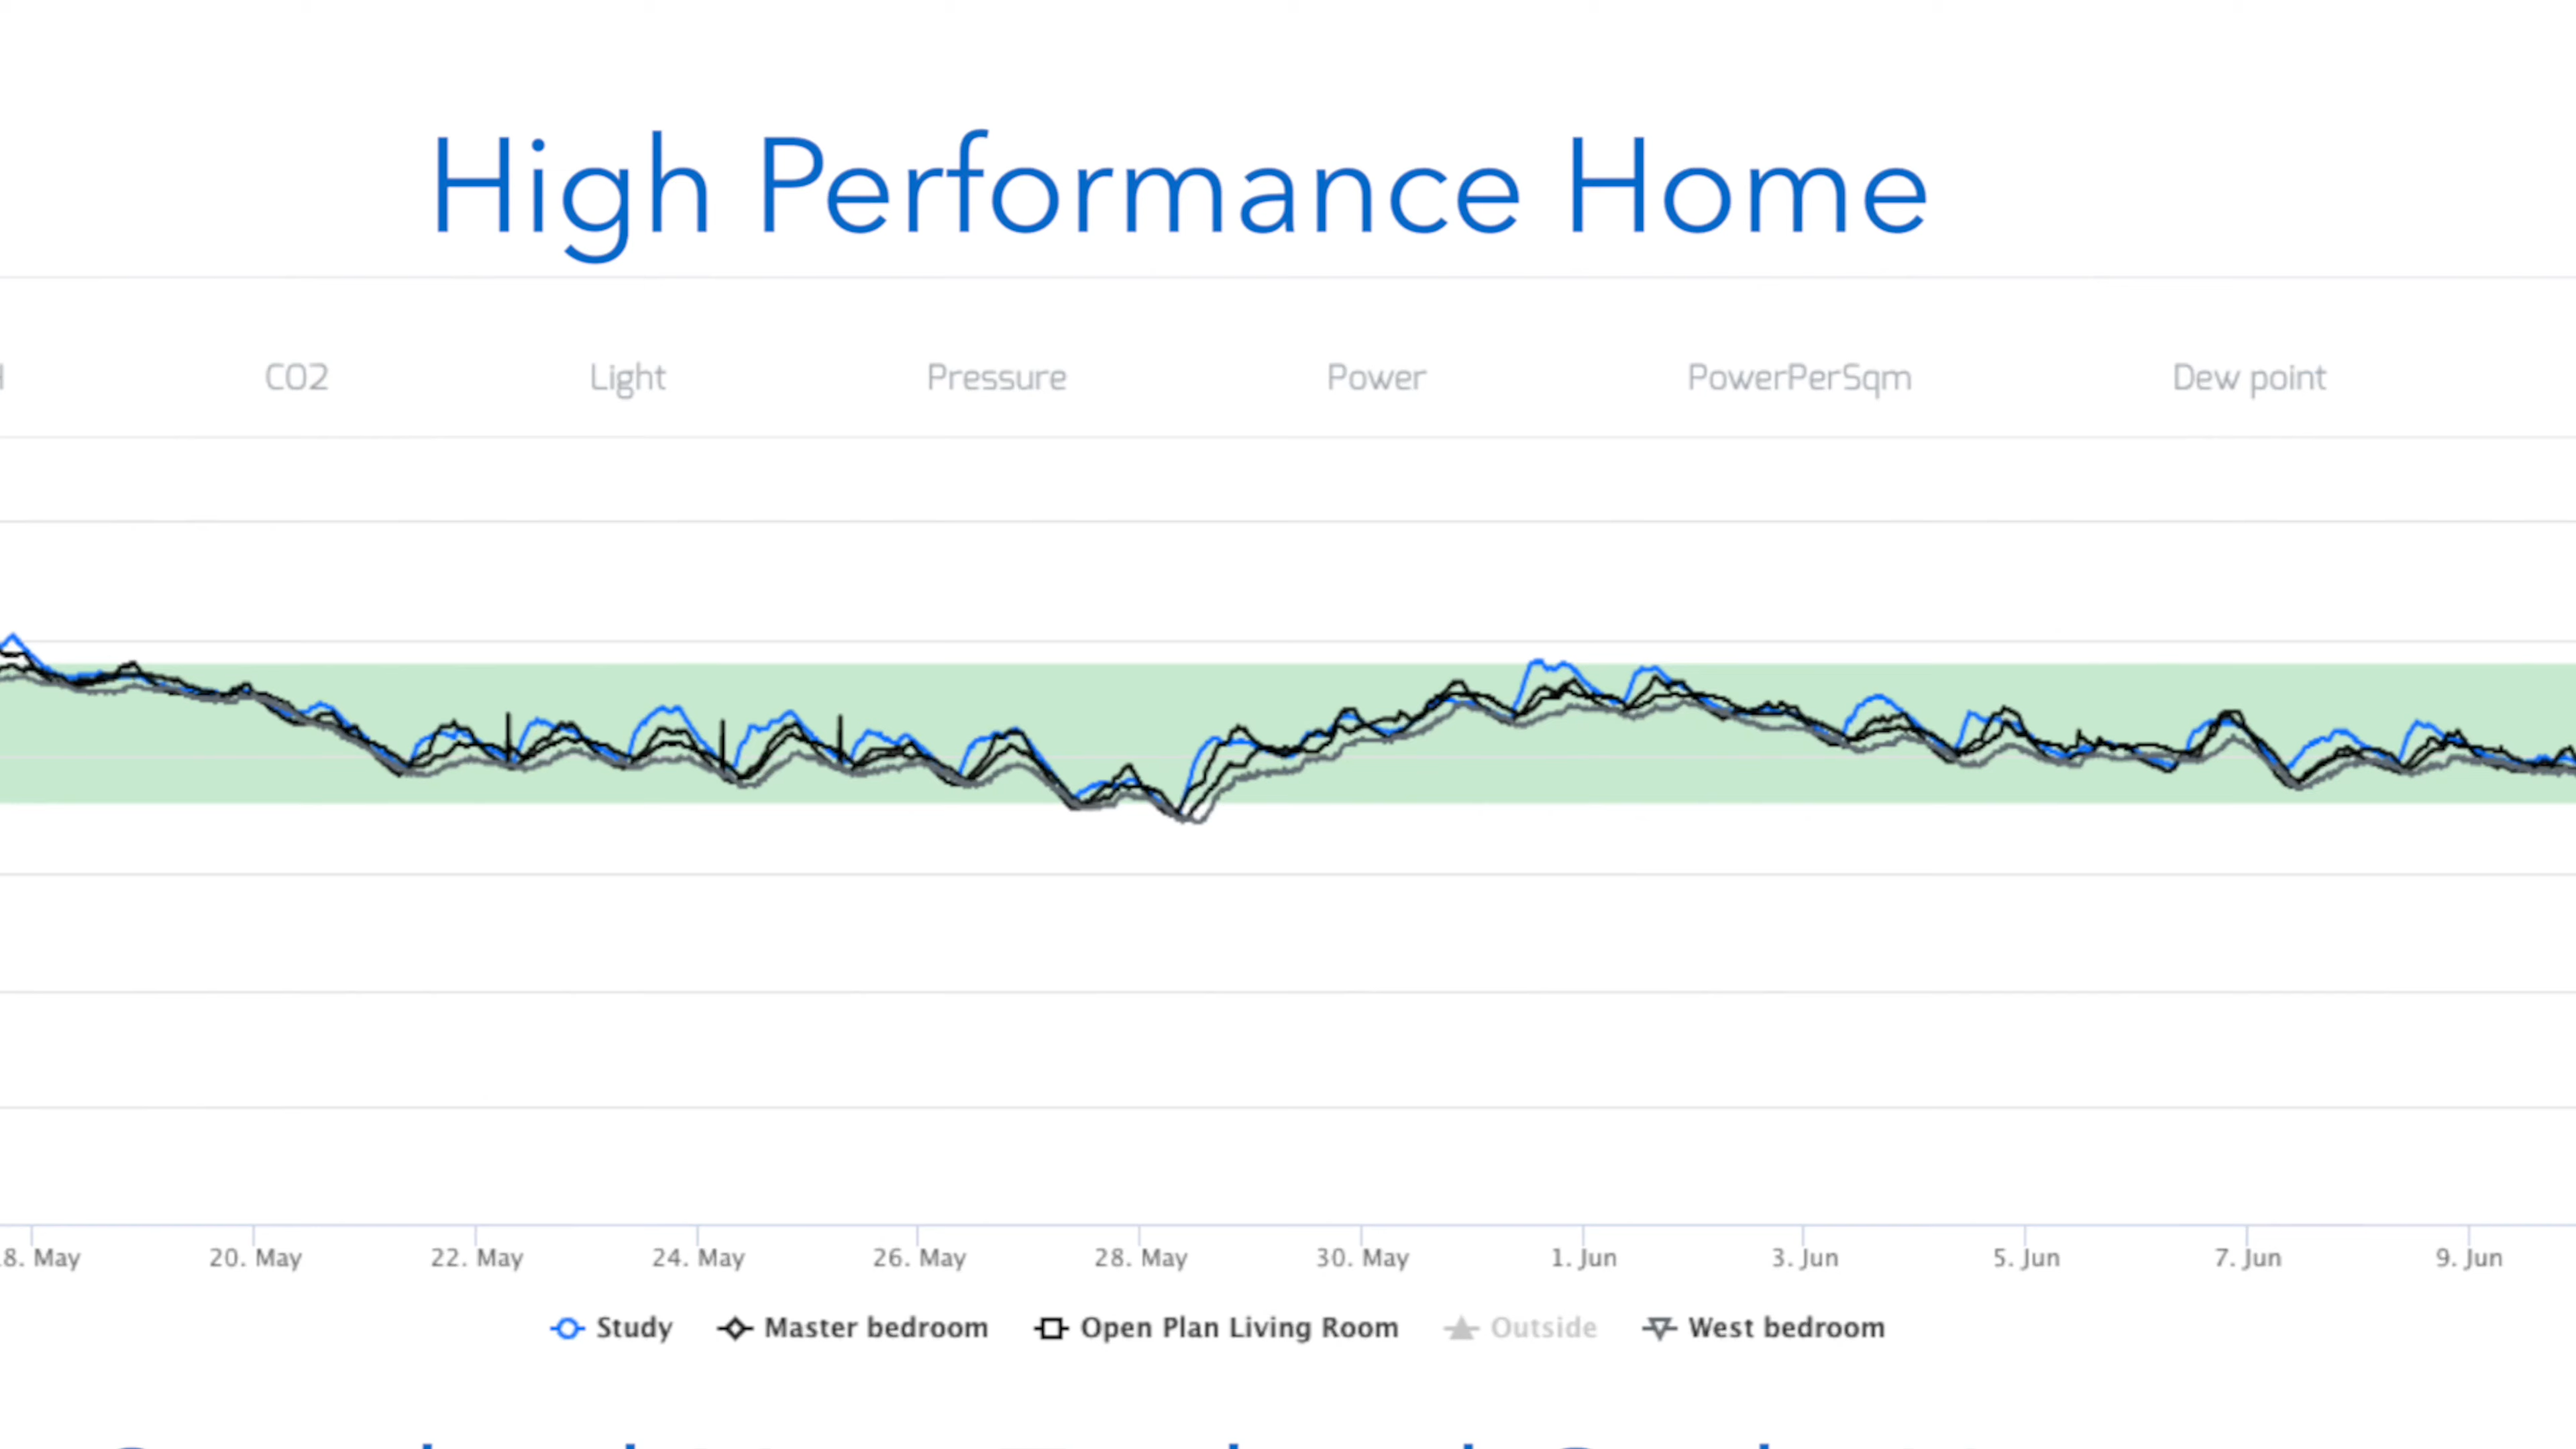 High Performance Home
CO2 Light Pressure Power PowerPerSqm Dew point
8. May 20. May 22. May 24. May 26. May 28. May 30. May 1. Jun 3. Jun 5. Jun 7. Jun 9. Jun
Study Master bedroom Open Plan Living Room Outside West bedroom